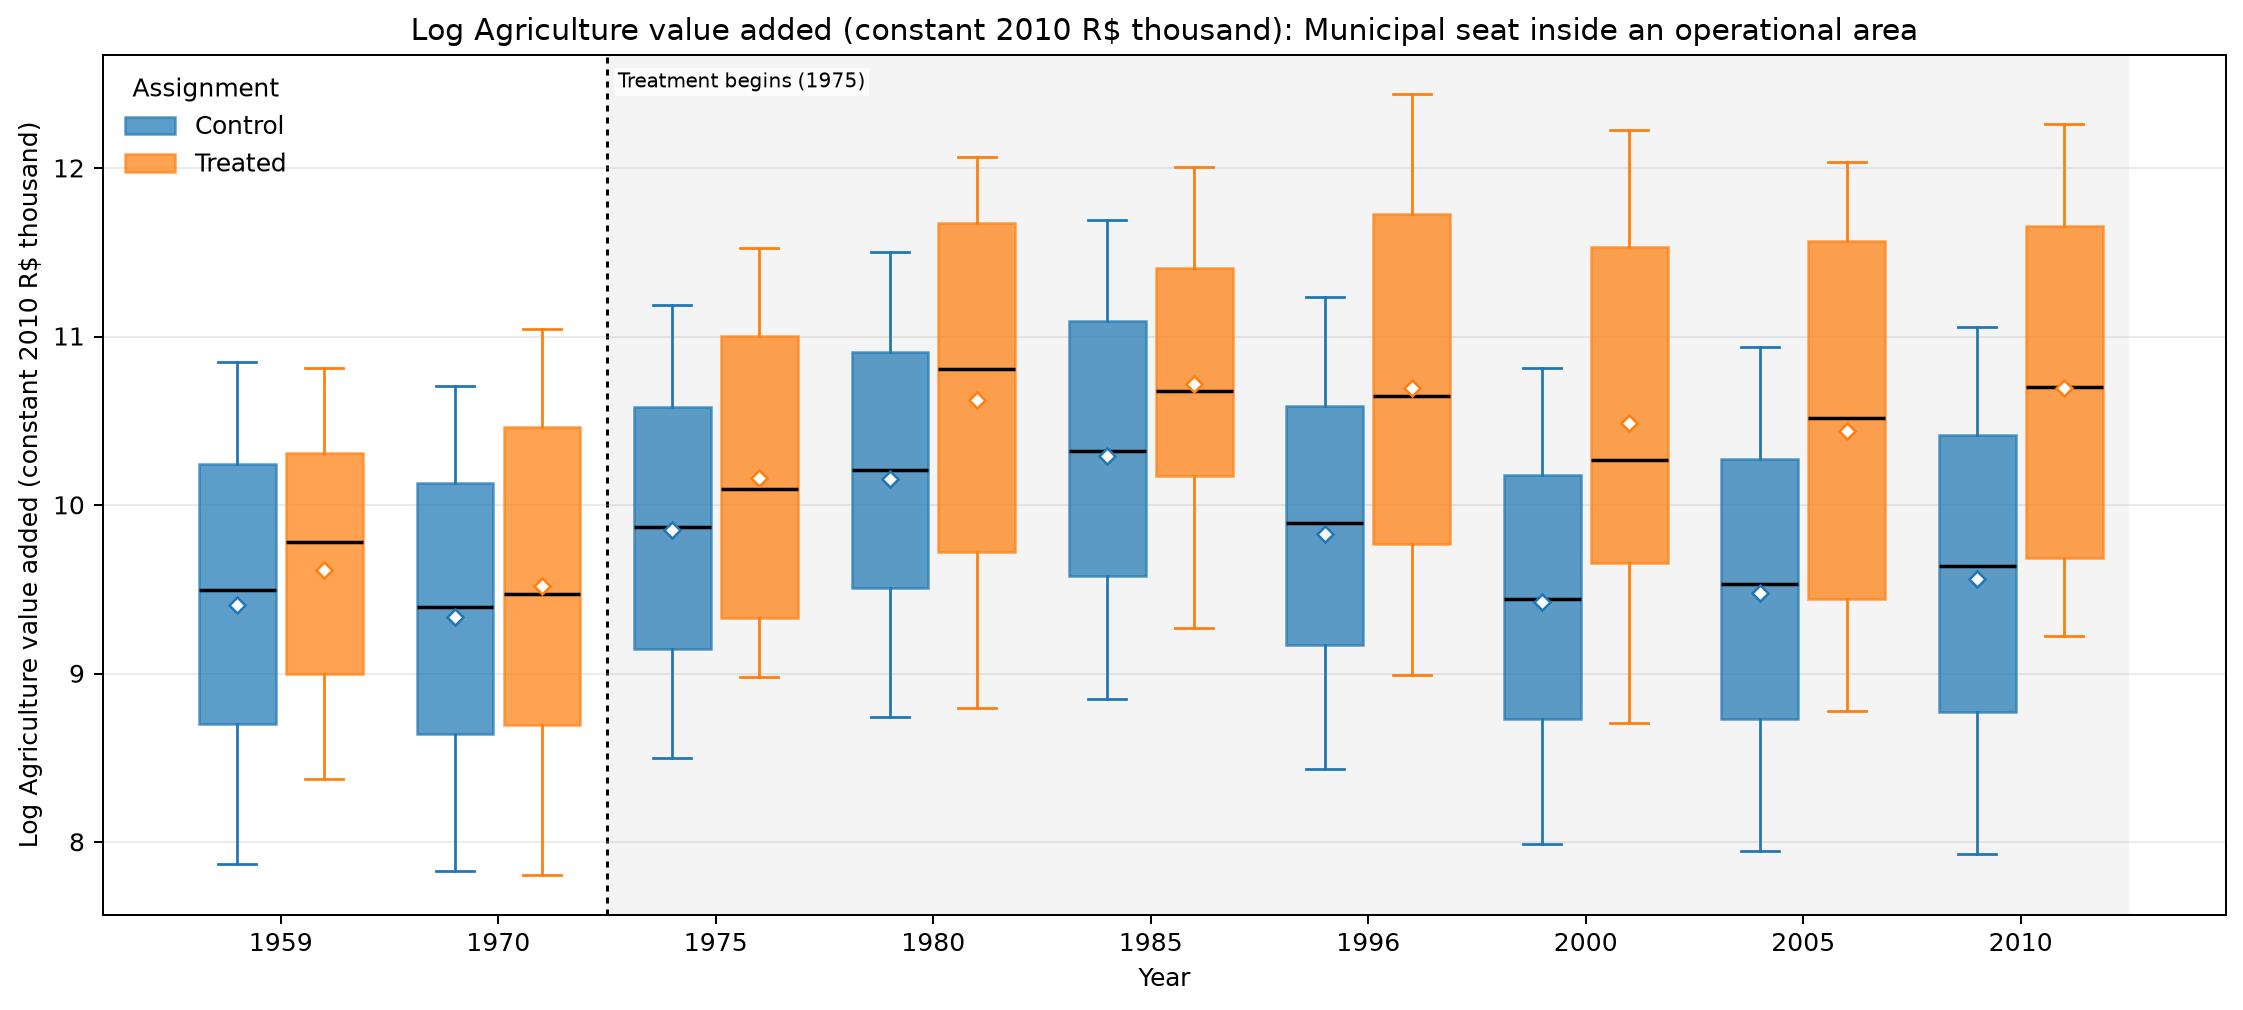 Log Agriculture value added (constant 2010 R$ thousand): Municipal seat inside an operational area
Log Agriculture value added (constant 2010 R$ thousand)
Assignment
Control
Treated
Treatment begins (1975)
12
11
10
9
8
1959 1970 1975 1980 1985 1996 2000 2005 2010
Year